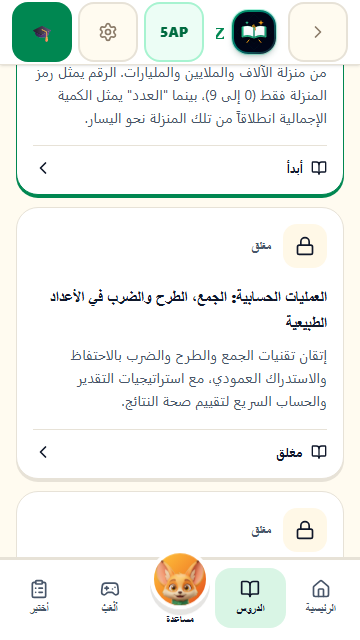 5AP
Z
من منزلة الآلاف والملايين والمليارات. الرقم يمثل رمز
المنزلة فقط (0 إلى 9)، بينما "العدد" يمثل الكمية
الإجمالية انطلاقاً من تلك المنزلة نحو اليسار.
أبدأ
مغلق
العمليات الحسابية: الجمع، الطرح والضرب في الأعداد
الطبيعية
إتقان تقنيات الجمع والطرح والضرب بالاحتفاظ
والاستدراك العمودي، مع استراتيجيات التقدير
والحساب السريع لتقييم صحة النتائج.
مغلق
مغلق
الرئيسية
الدروس
مساعدة
ألْعَبْ
أختبر